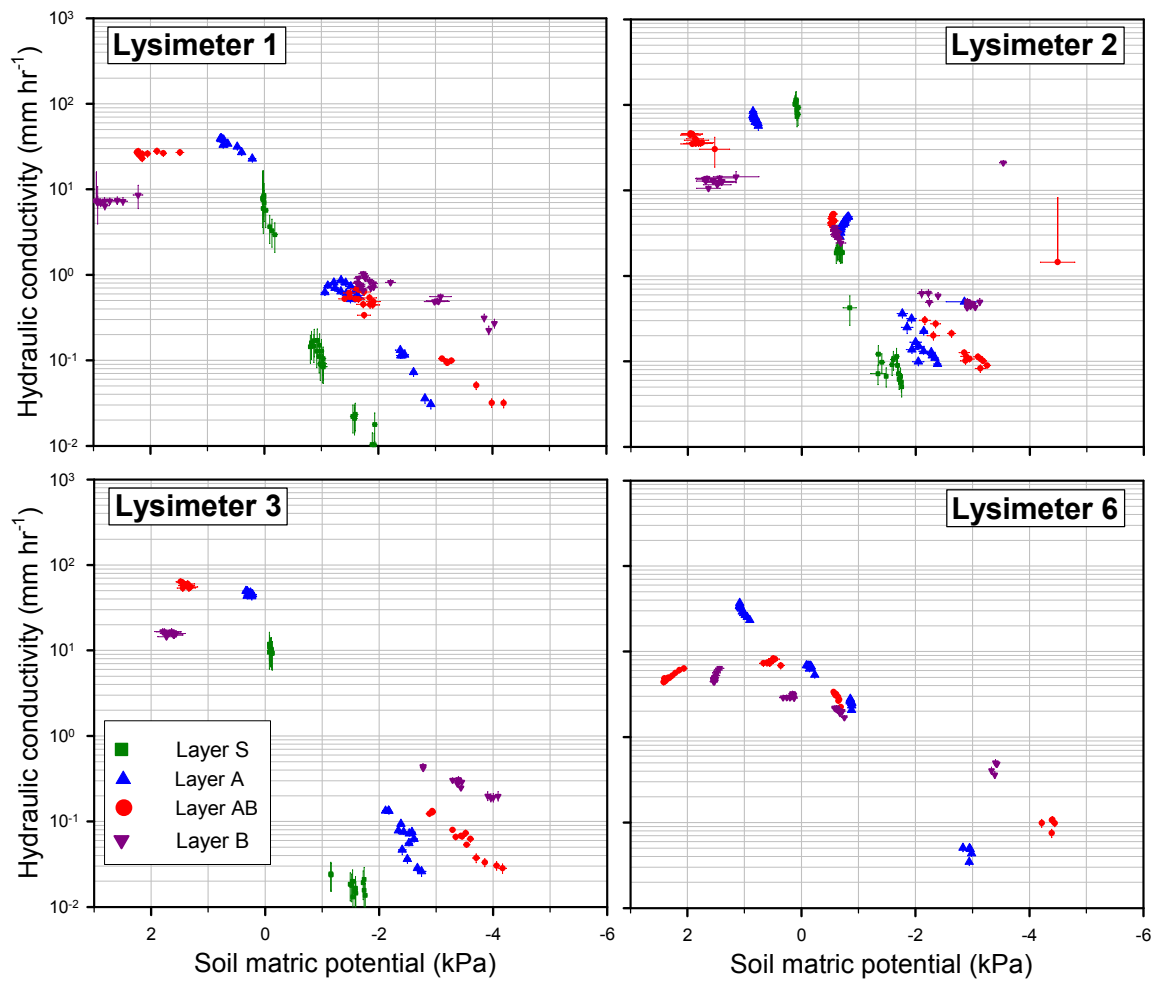 Lysimeter 1
Lysimeter 2
Hydraulic conductivity (mm hr⁻¹)
10³
10²
10¹
10⁰
10⁻¹
10⁻²
Lysimeter 3
Lysimeter 6
Hydraulic conductivity (mm hr⁻¹)
10³
10²
10¹
10⁰
10⁻¹
10⁻²
Layer S
Layer A
Layer AB
Layer B
2 0 -2 -4 -6
2 0 -2 -4 -6
Soil matric potential (kPa)
Soil matric potential (kPa)